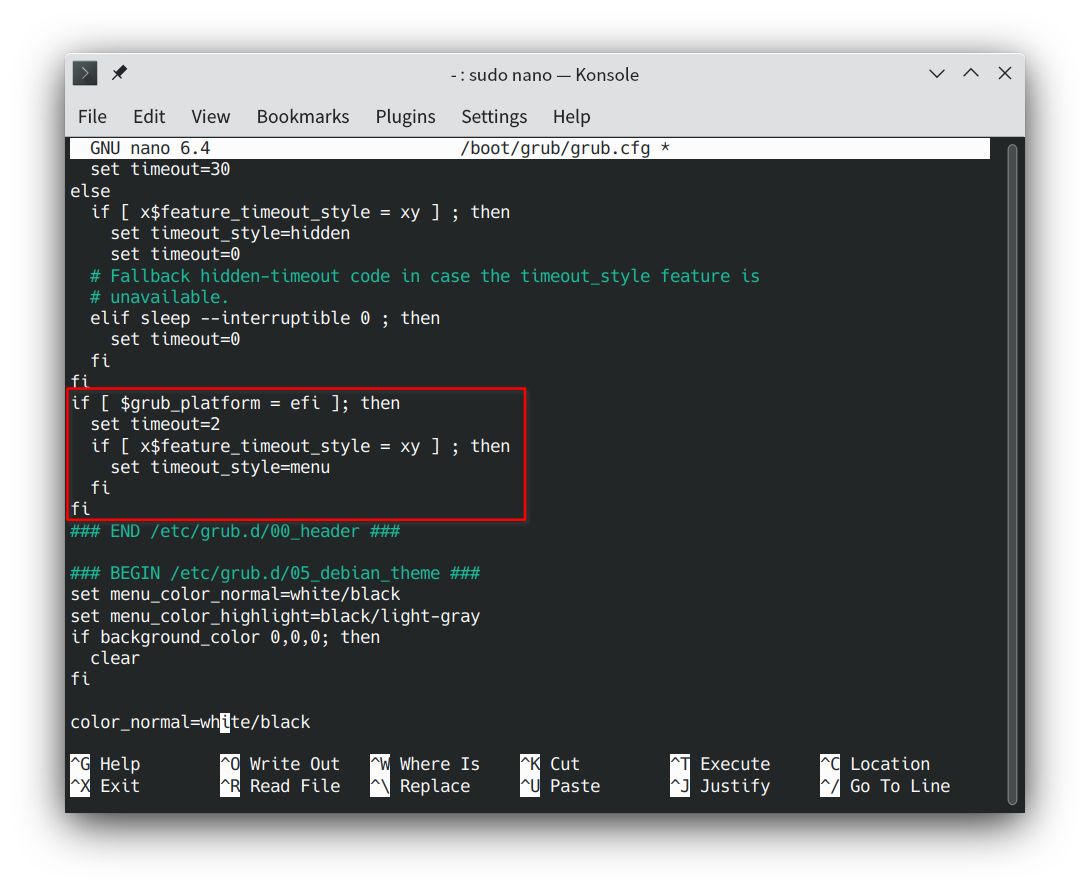 - : sudo nano — Konsole
File Edit View Bookmarks Plugins Settings Help
GNU nano 6.4 /boot/grub/grub.cfg *
set timeout=30
else
if [ x$feature_timeout_style = xy ] ; then
set timeout_style=hidden
set timeout=0
# Fallback hidden-timeout code in case the timeout_style feature is
# unavailable.
elif sleep --interruptible 0 ; then
set timeout=0
fi
fi
if [ $grub_platform = efi ]; then
set timeout=2
if [ x$feature_timeout_style = xy ] ; then
set timeout_style=menu
fi
fi
### END /etc/grub.d/00_header ###
### BEGIN /etc/grub.d/05_debian_theme ###
set menu_color_normal=white/black
set menu_color_highlight=black/light-gray
if background_color 0,0,0; then
clear
fi
color_normal=white/black
^G Help ^O Write Out ^W Where Is ^K Cut ^T Execute ^C Location
^X Exit ^R Read File ^\ Replace ^U Paste ^J Justify ^/ Go To Line